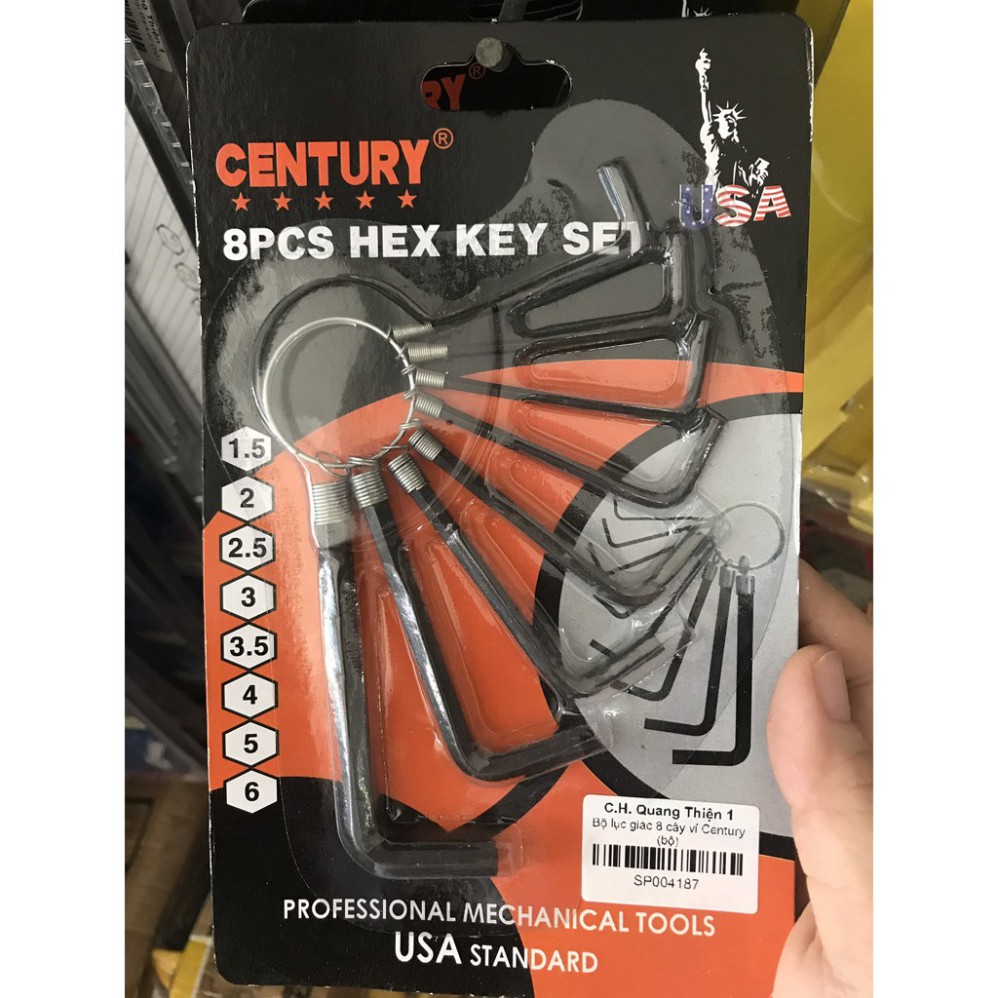 RY®
CENTURY®
USA
8PCS HEX KEY SET
1.5
2
2.5
3
3.5
4
5
6
C.H. Quang Thiện 1
Bộ lục giác 8 cây vỉ Century
(bộ)
SP004187
PROFESSIONAL MECHANICAL TOOLS
USA STANDARD